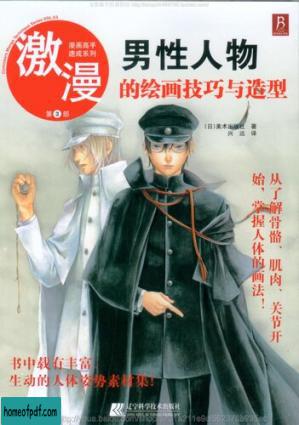 激漫
漫画高手
速成系列
第3部
男性人物
的绘画技巧与造型
(日)美术出版社 著
兴远 译
从了解骨骼、肌肉、关节开
始，掌握人体的画法！
书中载有丰富
生动的人体姿势素材集！
辽宁科学技术出版社
homeofpdf.com